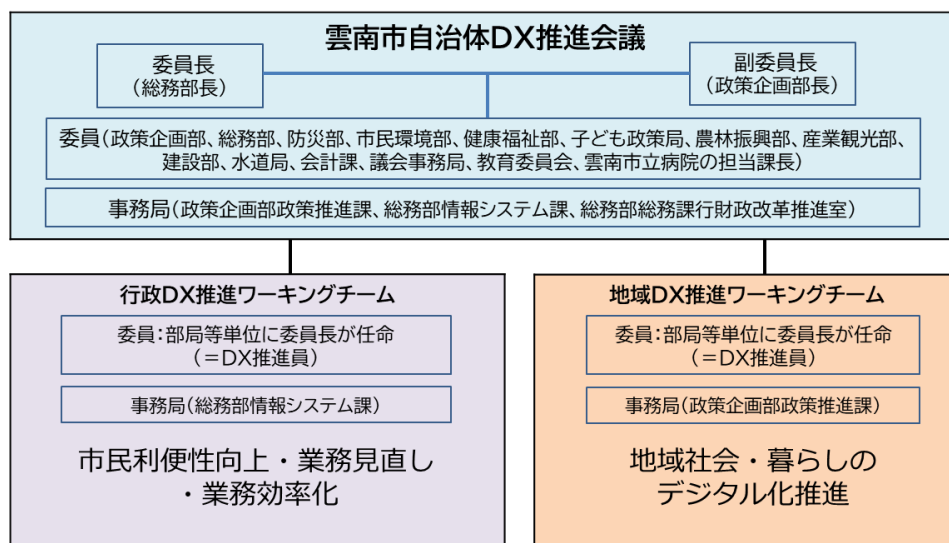 雲南市自治体DX推進会議
委員長
（総務部長）
副委員長
（政策企画部長）
委員（政策企画部、総務部、防災部、市民環境部、健康福祉部、子ども政策局、農林振興部、産業観光部、
建設部、水道局、会計課、議会事務局、教育委員会、雲南市立病院の担当課長）
事務局（政策企画部政策推進課、総務部情報システム課、総務部総務課行財政改革推進室）
行政DX推進ワーキングチーム
委員：部局等単位に委員長が任命
（＝DX推進員）
事務局（総務部情報システム課）
市民利便性向上・業務見直し
・業務効率化
地域DX推進ワーキングチーム
委員：部局等単位に委員長が任命
（＝DX推進員）
事務局（政策企画部政策推進課）
地域社会・暮らしの
デジタル化推進